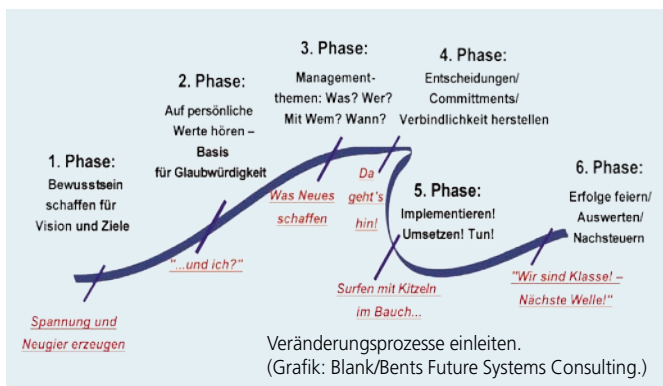 1. Phase:
Bewusstsein
schaffen für
Vision und Ziele
Spannung und
Neugier erzeugen
2. Phase:
Auf persönliche
Werte hören –
Basis
für Glaubwürdigkeit
"...und ich?"
3. Phase:
Management-
themen: Was? Wer?
Mit Wem? Wann?
Was Neues
schaffen
4. Phase:
Entscheidungen/
Committments/
Verbindlichkeit herstellen
Da
geht's
hin!
5. Phase:
Implementieren!
Umsetzen! Tun!
Surfen mit Kitzeln
im Bauch...
6. Phase:
Erfolge feiern/
Auswerten/
Nachsteuern
"Wir sind Klasse! –
Nächste Welle!"
Veränderungsprozesse einleiten.
(Grafik: Blank/Bents Future Systems Consulting.)